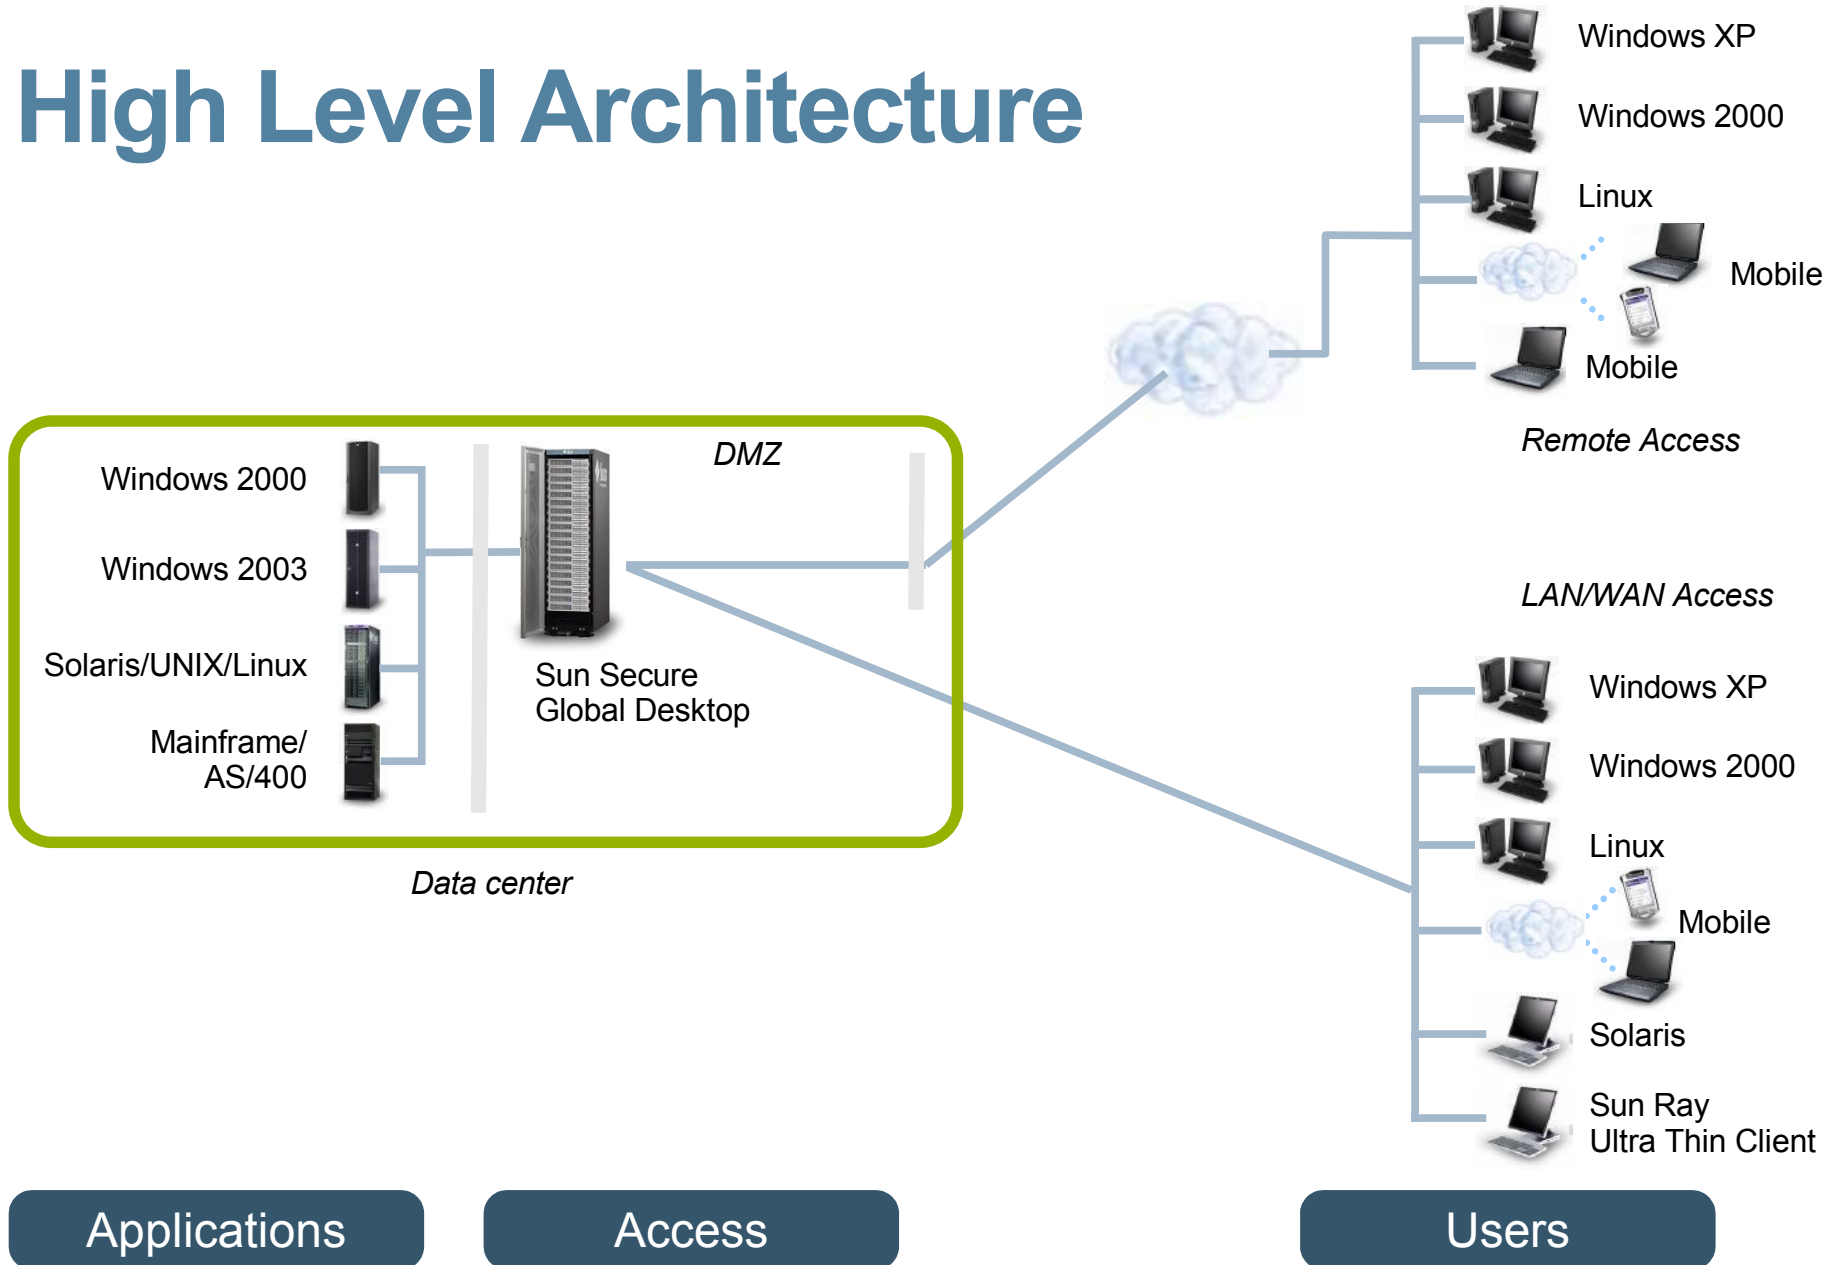 High Level Architecture
Windows XP
Windows 2000
Linux
Mobile
Mobile
Remote Access
DMZ
Windows 2000
Windows 2003
Solaris/UNIX/Linux
Mainframe/
AS/400
Sun Secure
Global Desktop
Data center
LAN/WAN Access
Windows XP
Windows 2000
Linux
Mobile
Solaris
Sun Ray
Ultra Thin Client
Applications
Access
Users